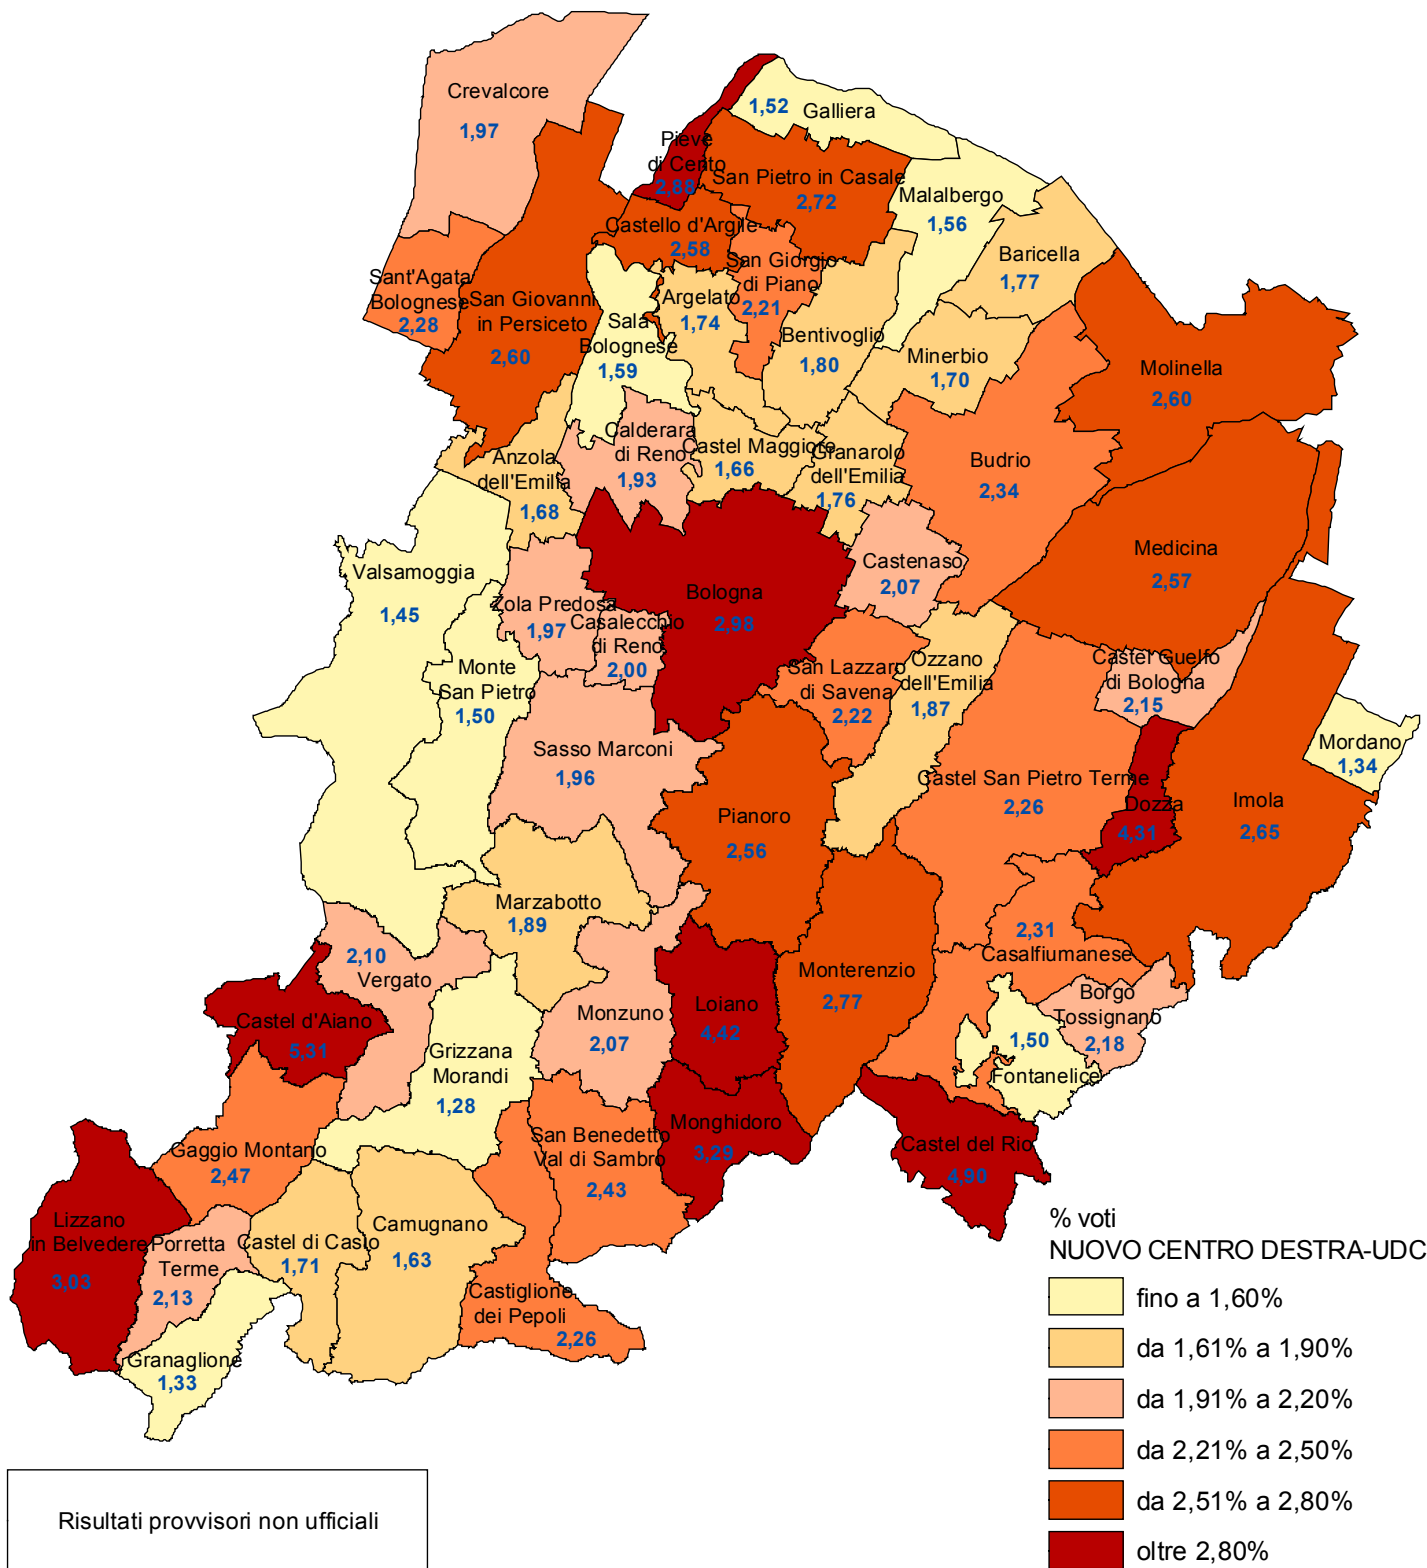 Crevalcore
1,97
1,52 Galliera
Pieve
di Cento
2,88
San Pietro in Casale
2,72
Malalbergo
1,56
Castello d'Argile
2,58
Baricella
1,77
San Giorgio
di Piano
2,21
Sant'Agata
Bolognese
2,28
San Giovanni
in Persiceto
2,60
Argelato
1,74
Sala
Bolognese
1,59
Bentivoglio
1,80
Minerbio
1,70
Molinella
2,60
Calderara
di Reno
1,93
Castel Maggiore
1,66
Granarolo
dell'Emilia
1,76
Anzola
dell'Emilia
1,68
Budrio
2,34
Medicina
2,57
Castenaso
2,07
Valsamoggia
1,45
Bologna
2,98
Zola Predosa
1,97
Casalecchio
di Reno
2,00
Monte
San Pietro
1,50
San Lazzaro
di Savena
2,22
Ozzano
dell'Emilia
1,87
Castel Guelfo
di Bologna
2,15
Mordano
1,34
Sasso Marconi
1,96
Castel San Pietro Terme
2,26
Dozza
4,31
Imola
2,65
Pianoro
2,56
Marzabotto
1,89
2,31
Casalfiumanese
2,10
Vergato
Monterenzio
2,77
Borgo
Tossignano
2,18
Castel d'Aiano
5,31
Loiano
4,42
Monzuno
2,07
1,50
Fontanelice
Grizzana
Morandi
1,28
Monghidoro
3,29
San Benedetto
Val di Sambro
2,43
Castel del Rio
4,90
Gaggio Montano
2,47
Lizzano
in Belvedere
3,03
Porretta
Terme
2,13
Castel di Casio
1,71
Camugnano
1,63
Castiglione
dei Pepoli
2,26
Granaglione
1,33
% voti
NUOVO CENTRO DESTRA-UDC
fino a 1,60%
da 1,61% a 1,90%
da 1,91% a 2,20%
da 2,21% a 2,50%
da 2,51% a 2,80%
oltre 2,80%
Risultati provvisori non ufficiali